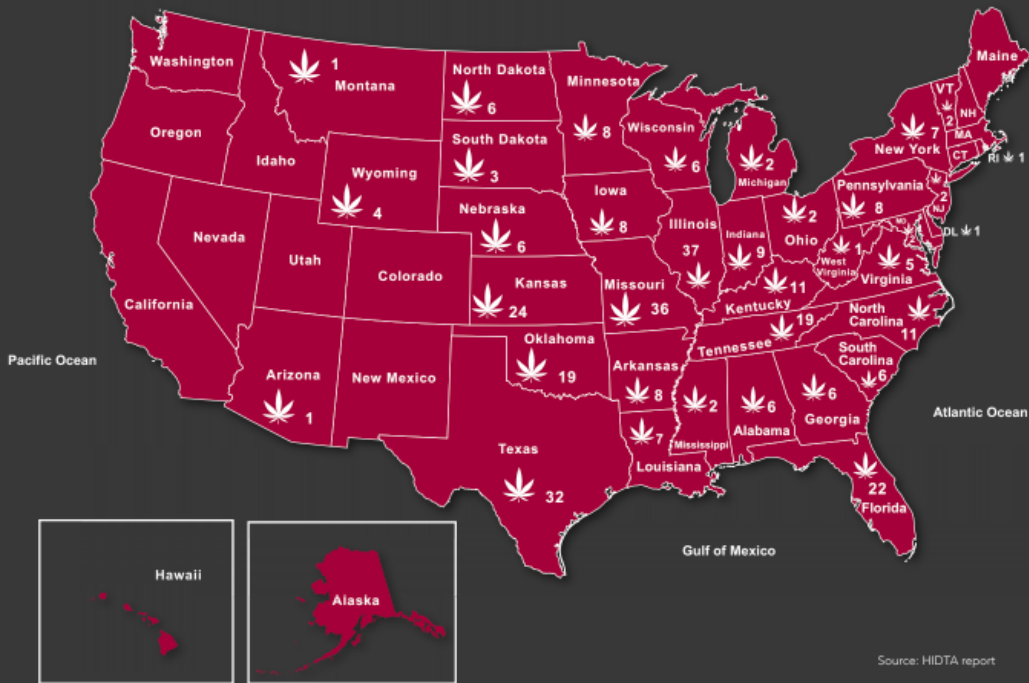 Washington
1
Montana
North Dakota
6
Minnesota
8
Maine
VT
2
NH
Oregon
Idaho
South Dakota
3
Wisconsin
6
2
Michigan
7
New York
MA
CT
RI 1
Wyoming
4
Iowa
8
Pennsylvania
8
2
NJ
Nebraska
6
Nevada
Utah
Colorado
Illinois
37
Indiana
9
2
Ohio
1
West
Virginia
5
Virginia
DL 1
California
Kansas
24
Missouri
36
11
Kentucky
North
Carolina
11
19
Tennessee
South
Carolina
6
Pacific Ocean
Arizona
1
New Mexico
Oklahoma
19
Arkansas
8
2
Mississippi
6
Alabama
6
Georgia
Atlantic Ocean
Texas
32
7
Louisiana
22
Florida
Gulf of Mexico
Hawaii
Alaska
Source: HIDTA report